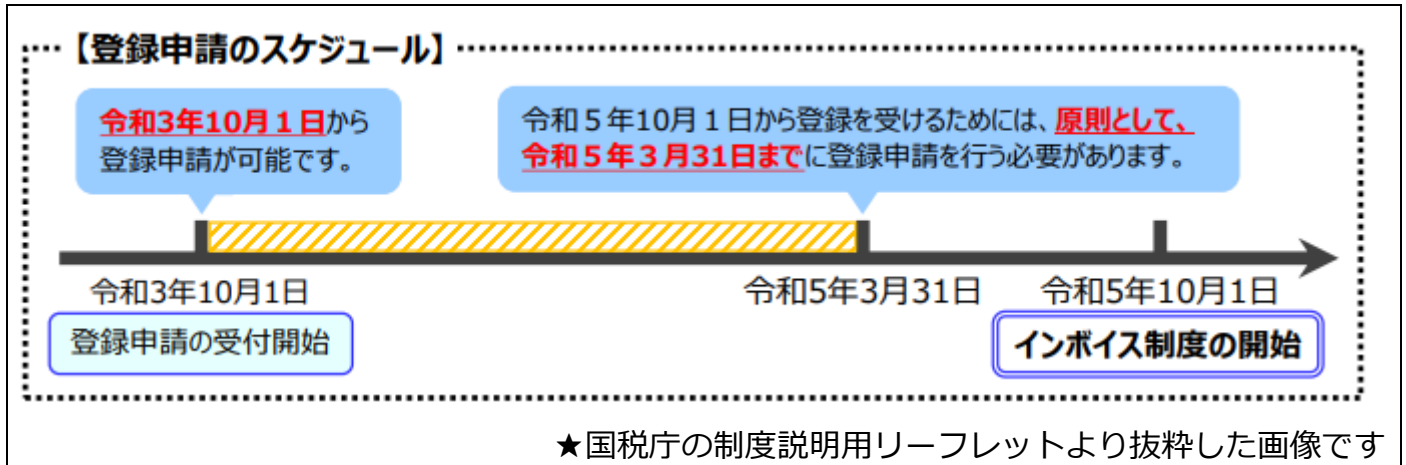 【登録申請のスケジュール】
令和3年10月1日から
登録申請が可能です。
令和5年10月1日から登録を受けるためには、原則として、
令和5年3月31日までに登録申請を行う必要があります。
令和3年10月1日
令和5年3月31日
令和5年10月1日
登録申請の受付開始
インボイス制度の開始
★国税庁の制度説明用リーフレットより抜粋した画像です